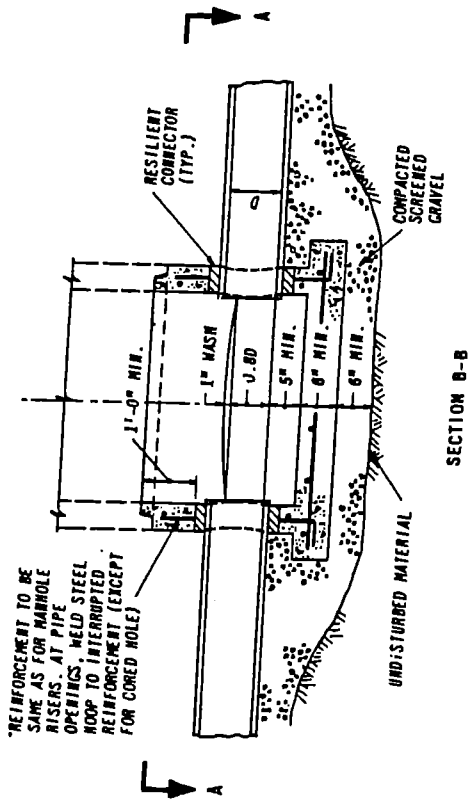 "REINFORCEMENT TO BE
SAME AS FOR MANHOLE
RISERS. AT PIPE
OPENINGS, WELD STEEL
HOOP TO INTERRUPTED
REINFORCEMENT (EXCEPT
FOR CORED HOLE)
RESILIENT
CONNECTOR
(TYP.)
A
A
1'-0" MIN.
1" WASH
0.8D
5" MIN.
6" MIN.
6" MIN.
D
COMPACTED
SCREENED
GRAVEL
UNDISTURBED MATERIAL
SECTION B-B